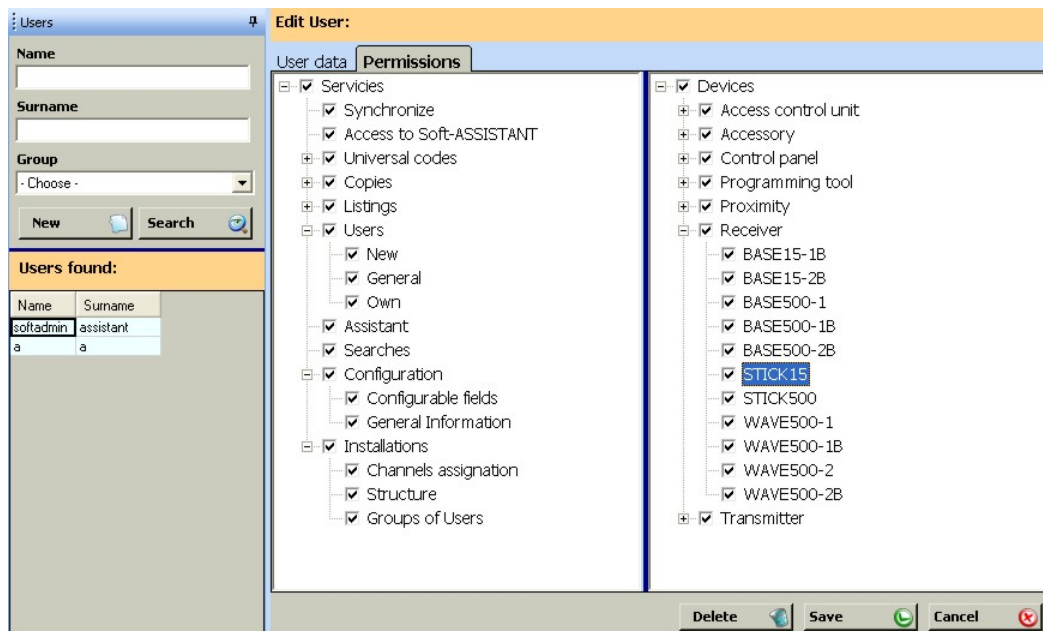 Users
Name
Surname
Group
- Choose -
New
Search
Users found:
Name Surname
softadmin assistant
a a
Edit User:
User data Permissions
Servicies
Synchronize
Access to Soft-ASSISTANT
Universal codes
Copies
Listings
Users
New
General
Own
Assistant
Searches
Configuration
Configurable fields
General Information
Installations
Channels assignation
Structure
Groups of Users
Devices
Access control unit
Accessory
Control panel
Programming tool
Proximity
Receiver
BASE15-1B
BASE15-2B
BASE500-1
BASE500-1B
BASE500-2B
STICK15
STICK500
WAVE500-1
WAVE500-1B
WAVE500-2
WAVE500-2B
Transmitter
Delete Save Cancel